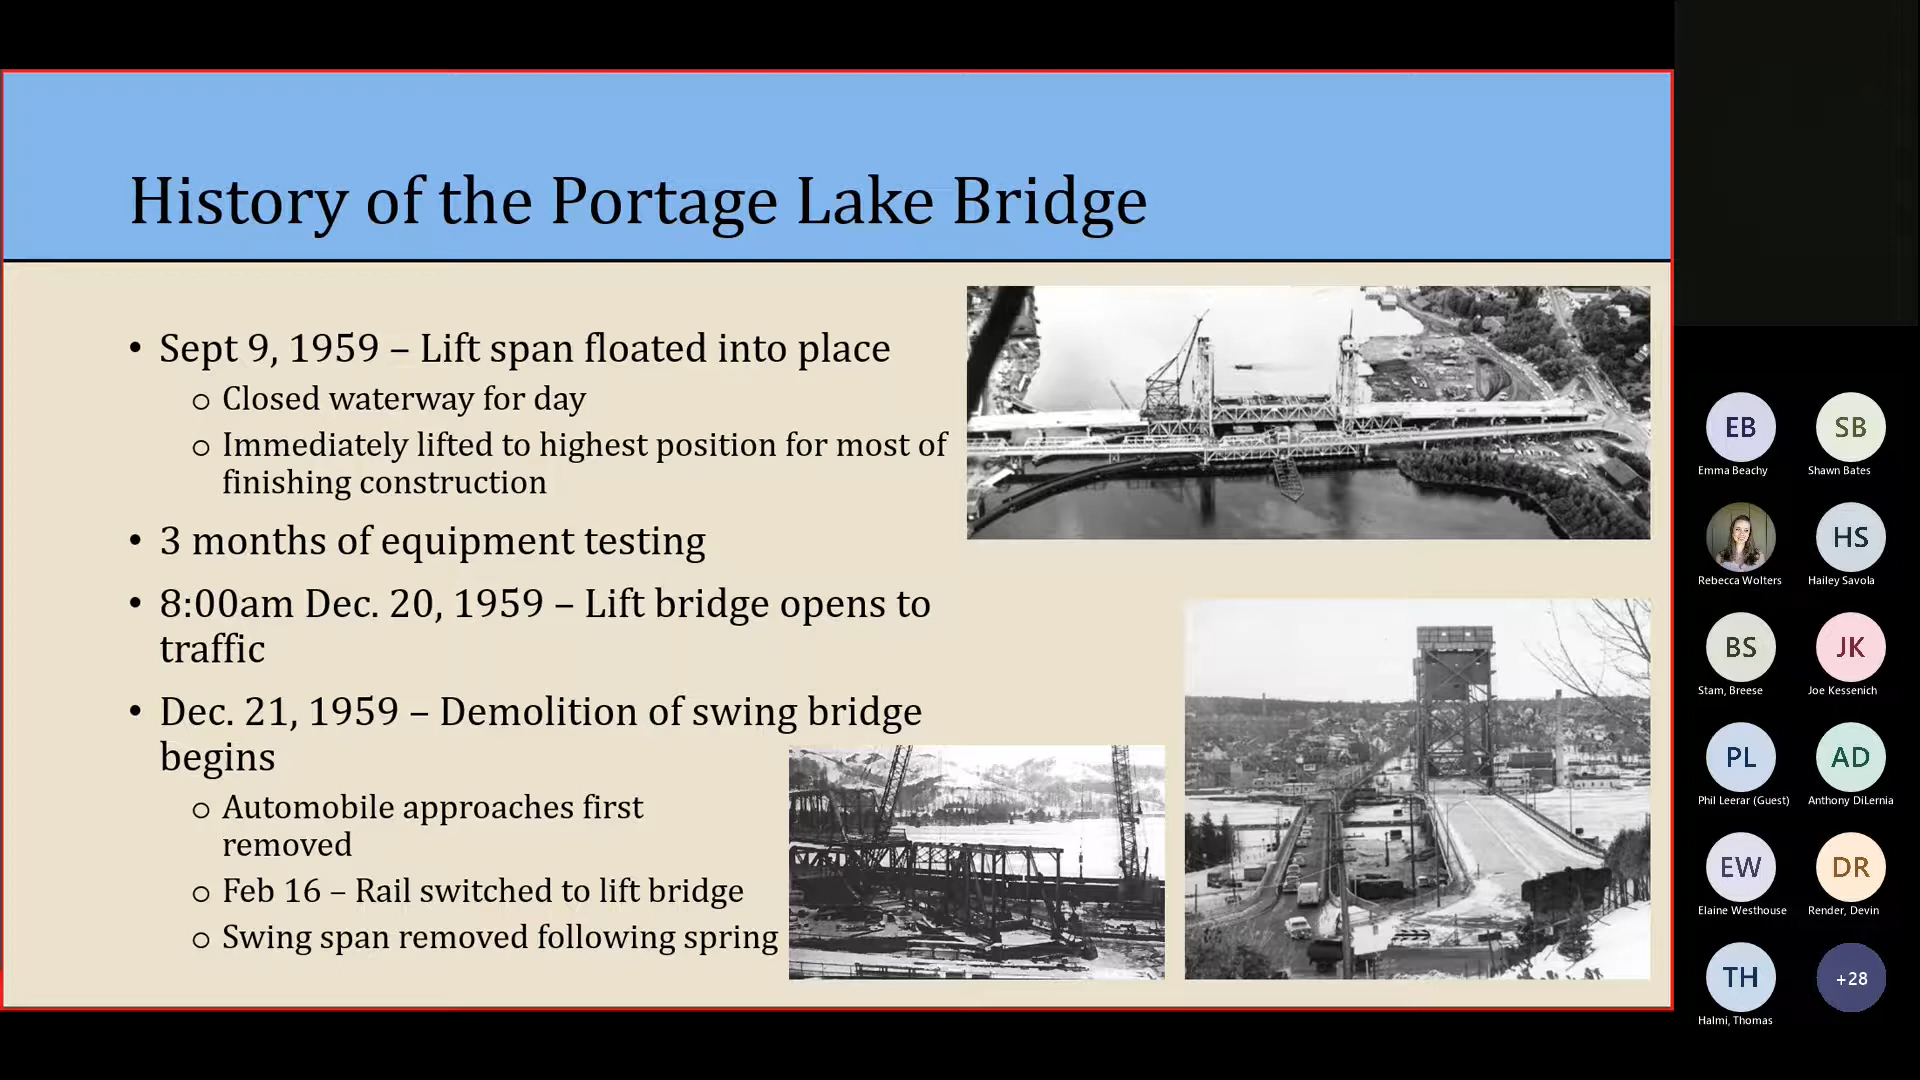 History of the Portage Lake Bridge
• Sept 9, 1959 – Lift span floated into place
o Closed waterway for day
o Immediately lifted to highest position for most of
finishing construction
• 3 months of equipment testing
• 8:00am Dec. 20, 1959 – Lift bridge opens to
traffic
• Dec. 21, 1959 – Demolition of swing bridge
begins
o Automobile approaches first
removed
o Feb 16 – Rail switched to lift bridge
o Swing span removed following spring
EB
Emma Beachy
SB
Shawn Bates
Rebecca Wolters
HS
Hailey Savola
BS
Stam, Breese
JK
Joe Kessenich
PL
Phil Leerar (Guest)
AD
Anthony DiLernia
EW
Elaine Westhouse
DR
Render, Devin
TH
Halmi, Thomas
+28